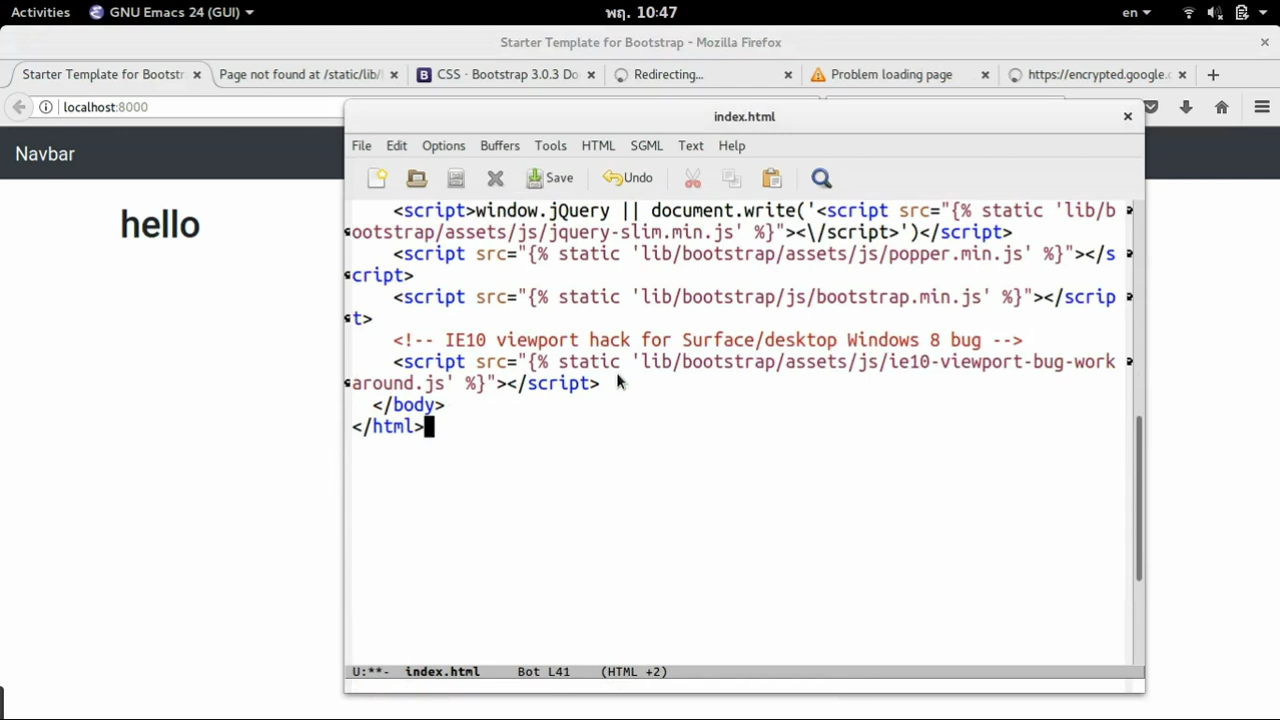 Activities GNU Emacs 24 (GUI) พฤ. 10:47 en
Starter Template for Bootstrap - Mozilla Firefox
Starter Template for Bootstr Page not found at /static/lib/ CSS · Bootstrap 3.0.3 Do Redirecting... Problem loading page https://encrypted.google.c
localhost:8000
index.html
Navbar
File Edit Options Buffers Tools HTML SGML Text Help
Save Undo
hello
<script>window.jQuery || document.write('<script src="{% static 'lib/b
ootstrap/assets/js/jquery-slim.min.js' %}"><\/script>')</script>
<script src="{% static 'lib/bootstrap/assets/js/popper.min.js' %}"></s
cript>
<script src="{% static 'lib/bootstrap/js/bootstrap.min.js' %}"></scrip
t>
<!-- IE10 viewport hack for Surface/desktop Windows 8 bug -->
<script src="{% static 'lib/bootstrap/assets/js/ie10-viewport-bug-work
around.js' %}"></script>
</body>
</html>
U:**- index.html Bot L41 (HTML +2)